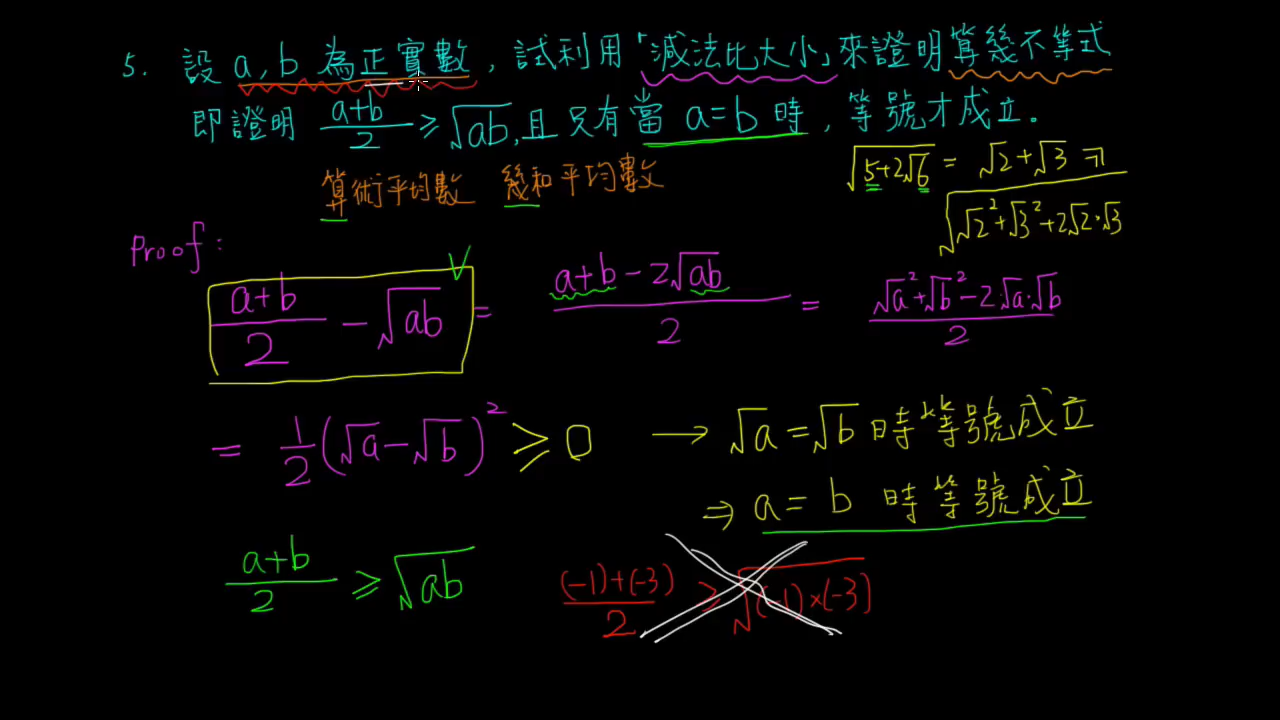 5. 設 a, b 為正實數, 試利用「減法比大小」來證明算幾不等式
即證明 (a+b)/2 ≥ √ab, 且只有當 a=b 時, 等號才成立.
算術平均數 幾和平均數
√(5+2√6) = √2+√3
√(√2²+√3²+2√2·√3)
Proof:
(a+b)/2 - √ab = (a+b-2√ab)/2 = (√a²+√b²-2·√a·√b)/2
= 1/2(√a-√b)² ≥ 0 → √a=√b 時等號成立
⇒ a=b 時等號成立
(a+b)/2 ≥ √ab
((-1)+(-3))/2 ≥ √((-1)×(-3))